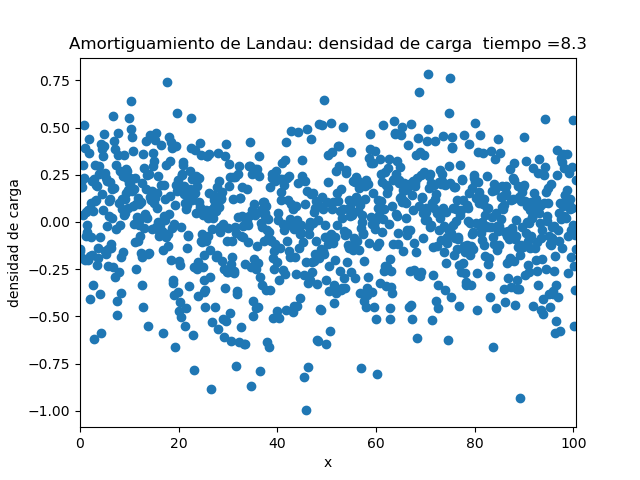 Amortiguamiento de Landau: densidad de carga  tiempo =8.3
densidad de carga
0.75
0.50
0.25
0.00
−0.25
−0.50
−0.75
−1.00
0 20 40 60 80 100
x